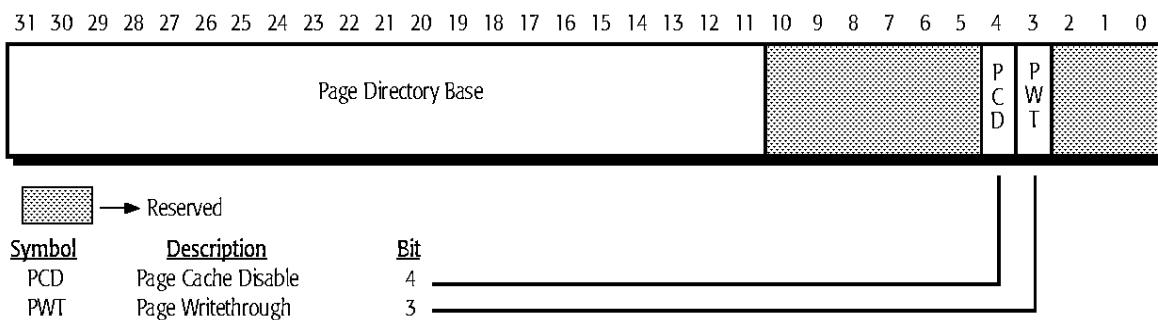 31 30 29 28 27 26 25 24 23 22 21 20 19 18 17 16 15 14 13 12 11 10 9 8 7 6 5 4 3 2 1 0
Page Directory Base
PCD
PWT
Reserved
Symbol Description Bit
PCD Page Cache Disable 4
PWT Page Writethrough 3